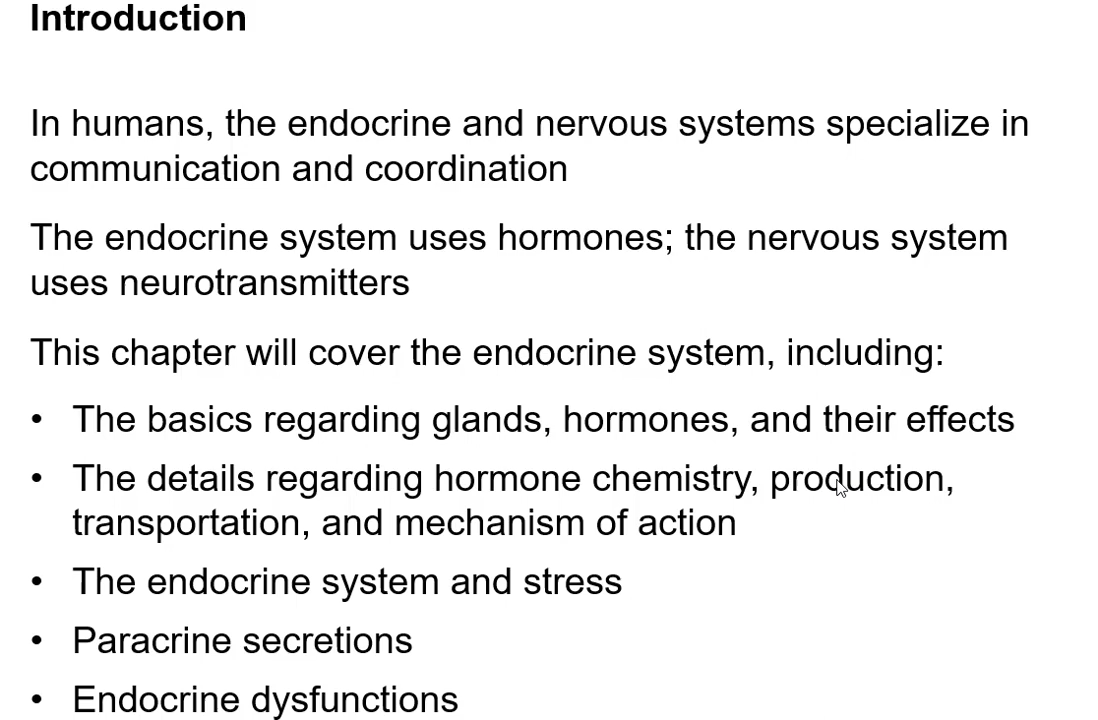 Introduction
In humans, the endocrine and nervous systems specialize in
communication and coordination
The endocrine system uses hormones; the nervous system
uses neurotransmitters
This chapter will cover the endocrine system, including:
• The basics regarding glands, hormones, and their effects
• The details regarding hormone chemistry, production,
transportation, and mechanism of action
• The endocrine system and stress
• Paracrine secretions
• Endocrine dysfunctions